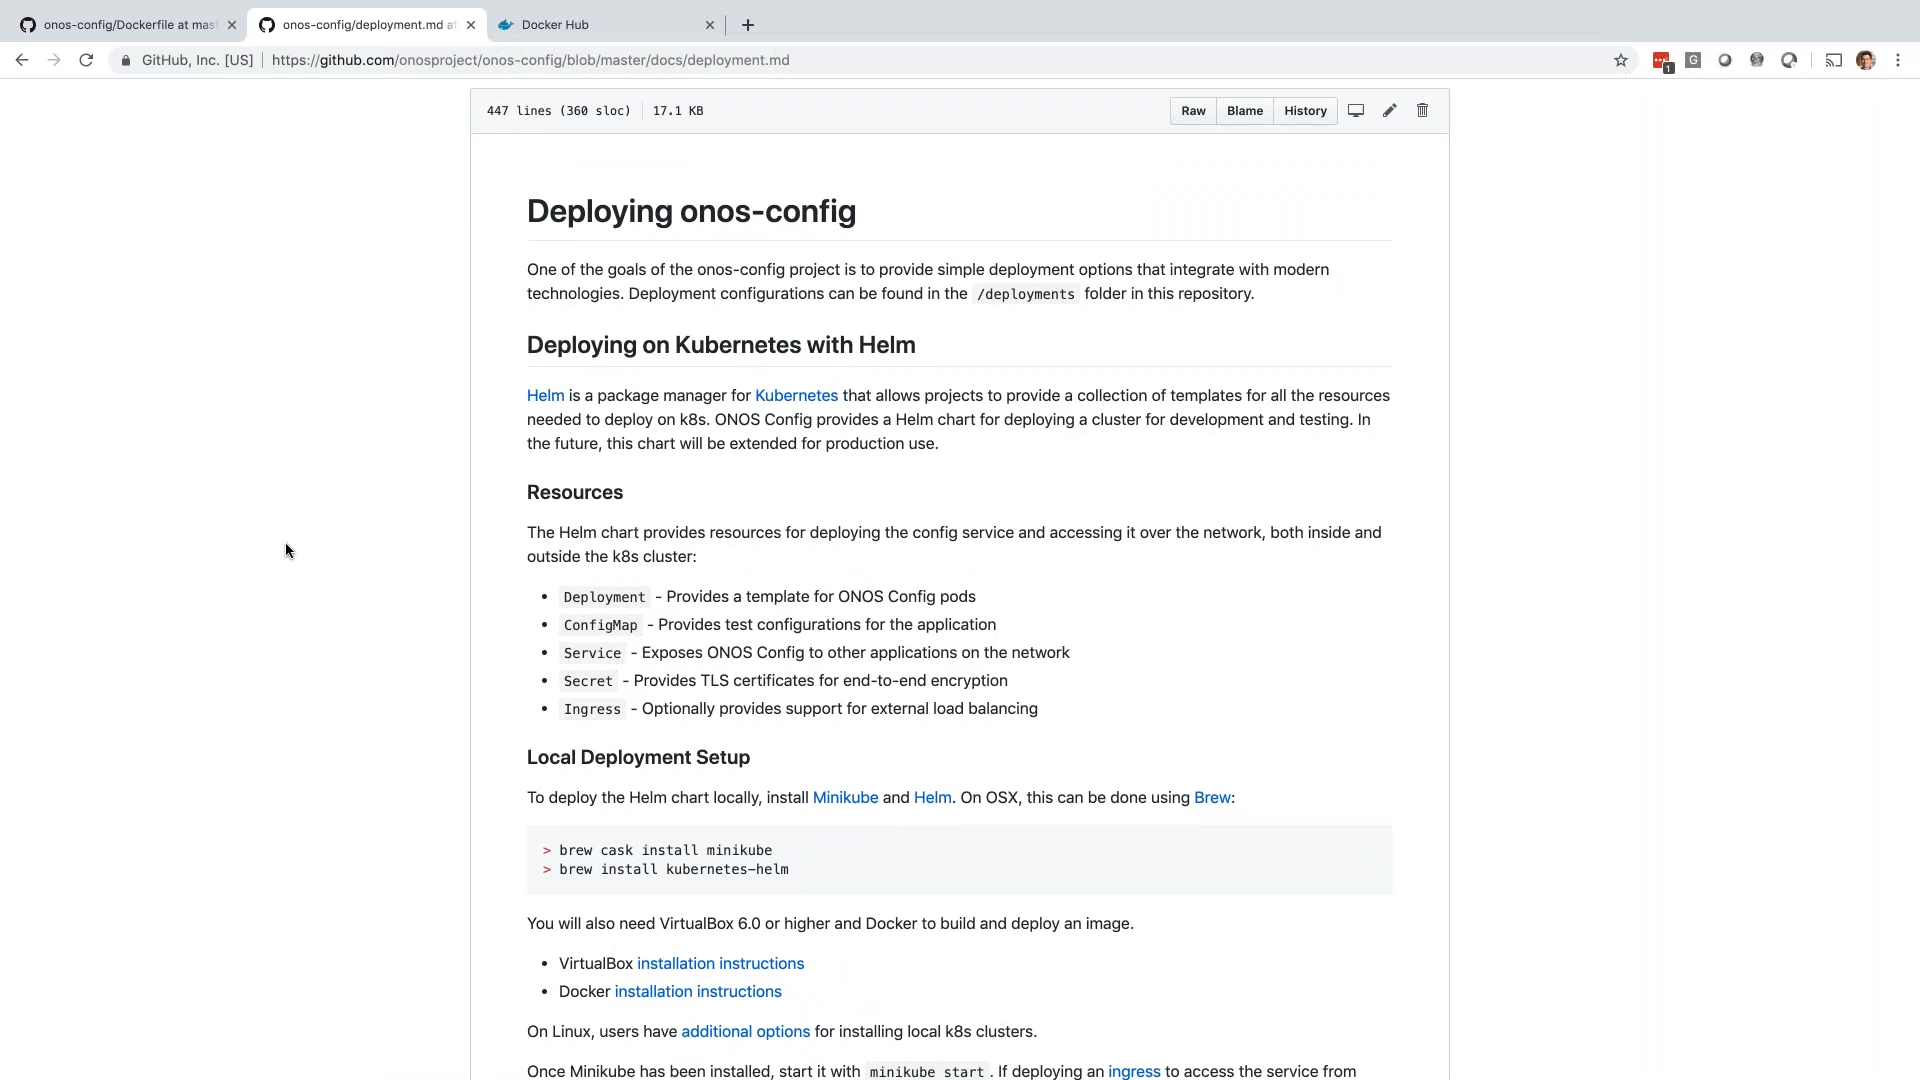 onos-config/Dockerfile at mas
onos-config/deployment.md at
Docker Hub
GitHub, Inc. [US]
https://github.com/onosproject/onos-config/blob/master/docs/deployment.md
1
G
447 lines (360 sloc)
17.1 KB
Raw
Blame
History
Deploying onos-config
One of the goals of the onos-config project is to provide simple deployment options that integrate with modern
technologies. Deployment configurations can be found in the /deployments folder in this repository.
Deploying on Kubernetes with Helm
Helm is a package manager for Kubernetes that allows projects to provide a collection of templates for all the resources
needed to deploy on k8s. ONOS Config provides a Helm chart for deploying a cluster for development and testing. In
the future, this chart will be extended for production use.
Resources
The Helm chart provides resources for deploying the config service and accessing it over the network, both inside and
outside the k8s cluster:
• Deployment - Provides a template for ONOS Config pods
• ConfigMap - Provides test configurations for the application
• Service - Exposes ONOS Config to other applications on the network
• Secret - Provides TLS certificates for end-to-end encryption
• Ingress - Optionally provides support for external load balancing
Local Deployment Setup
To deploy the Helm chart locally, install Minikube and Helm. On OSX, this can be done using Brew:
> brew cask install minikube
> brew install kubernetes-helm
You will also need VirtualBox 6.0 or higher and Docker to build and deploy an image.
• VirtualBox installation instructions
• Docker installation instructions
On Linux, users have additional options for installing local k8s clusters.
Once Minikube has been installed, start it with minikube start. If deploying an ingress to access the service from